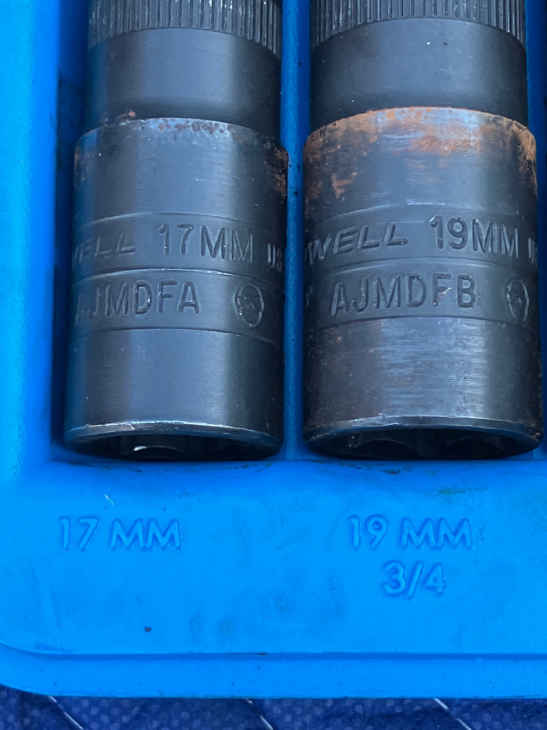 WELL 17MM
AJMDFA
WELL 19MM
AJMDFB
17 MM
19 MM
3/4